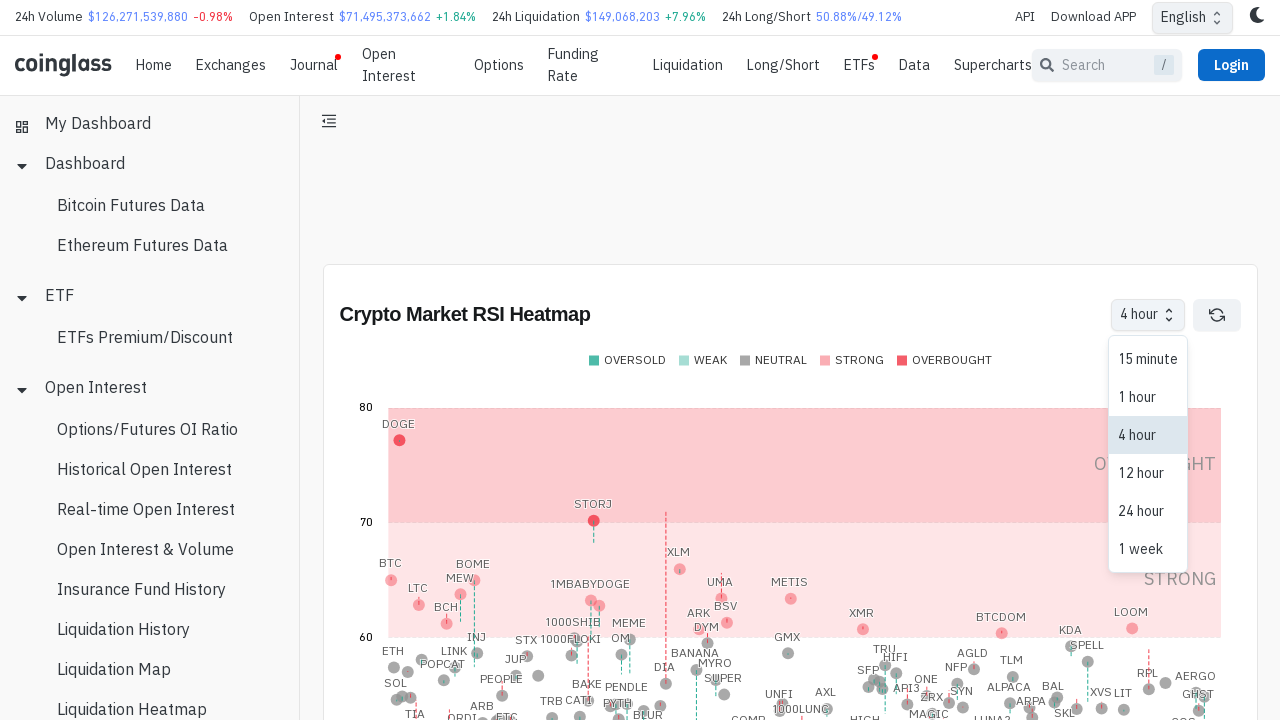 24h Volume $126,271,539,880 -0.98% Open Interest $71,495,373,662 +1.84% 24h Liquidation $149,068,203 +7.96% 24h Long/Short 50.88%/49.12% API Download APP English
coinglass Home Exchanges Journal Open Interest Options Funding Rate Liquidation Long/Short ETFs Data Supercharts Search / Login
My Dashboard
Dashboard
Bitcoin Futures Data
Ethereum Futures Data
ETF
ETFs Premium/Discount
Open Interest
Options/Futures OI Ratio
Historical Open Interest
Real-time Open Interest
Open Interest & Volume
Insurance Fund History
Liquidation History
Liquidation Map
Liquidation Heatmap
Crypto Market RSI Heatmap 4 hour
OVERSOLD WEAK NEUTRAL STRONG OVERBOUGHT
15 minute
1 hour
4 hour
12 hour
24 hour
1 week
80
DOGE
STORJ
70
XLM
STRONG
BTC BOME
MEW 1MBABYDOGE UMA METIS
LTC
BCH ARK BSV XMR BTCDOM LOOM
1000SHIB MEME DYM KDA
60
INJ STX 1000FLOKI OM GMX SPELL
ETH LINK JUP BANANA TRU HIFI AGLD
POPCAT DIA MYRO SFP NFP TLM RPL
SOL PEOPLE BAKE PENDLE SUPER API3 ONE ALPACA BAL AERGO
TRB CATI PYTH UNFI AXL ZRX SYN ARPA XVS LIT GHST
TIA ORDI ARB ETC BLUR COMP 1000LUNC HIGH MAGIC LUNA2 SKL